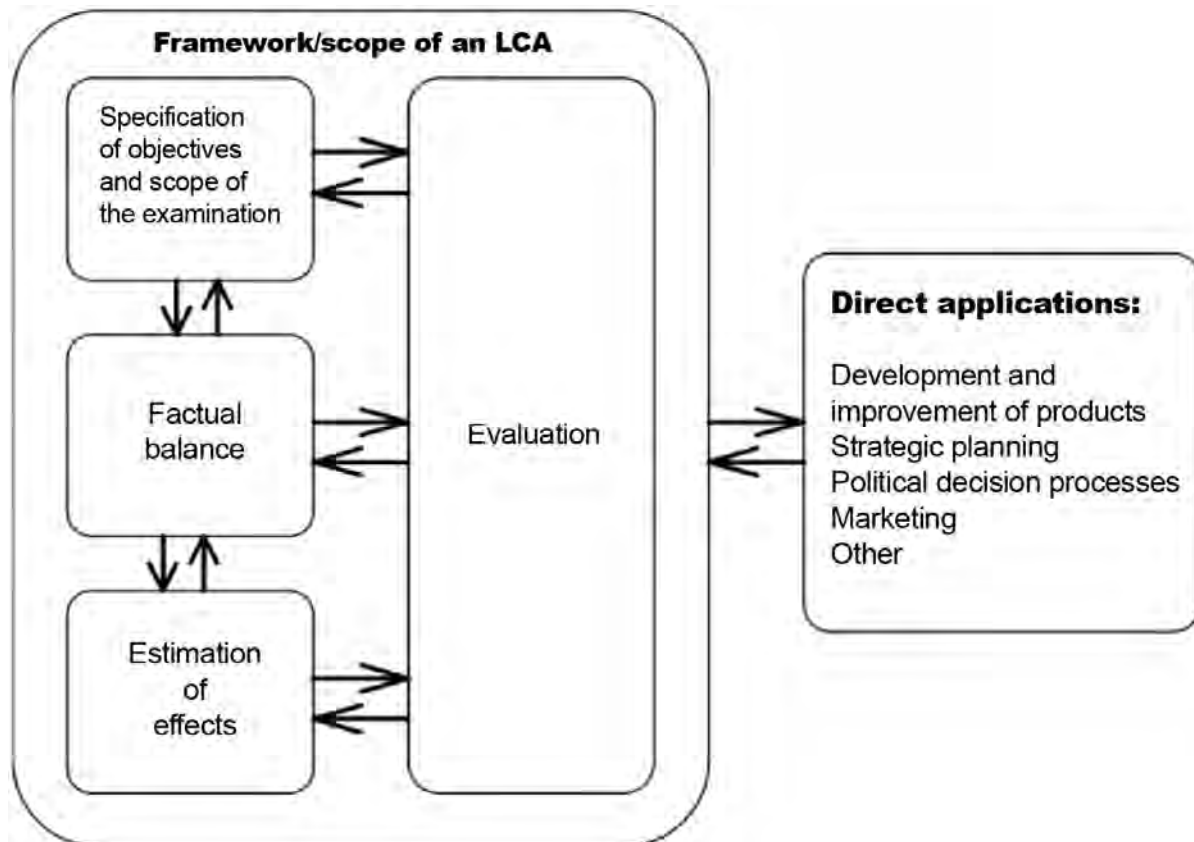 Framework/scope of an LCA
Specification
of objectives
and scope of
the examination
Factual
balance
Estimation
of
effects
Evaluation
Direct applications:
Development and
improvement of products
Strategic planning
Political decision processes
Marketing
Other